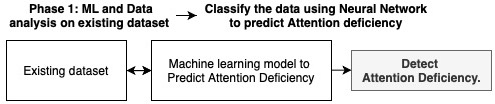 Phase 1: ML and Data
analysis on existing dataset
Classify the data using Neural Network
to predict Attention deficiency
Existing dataset
Machine learning model to
Predict Attention Deficiency
Detect
Attention Deficiency.